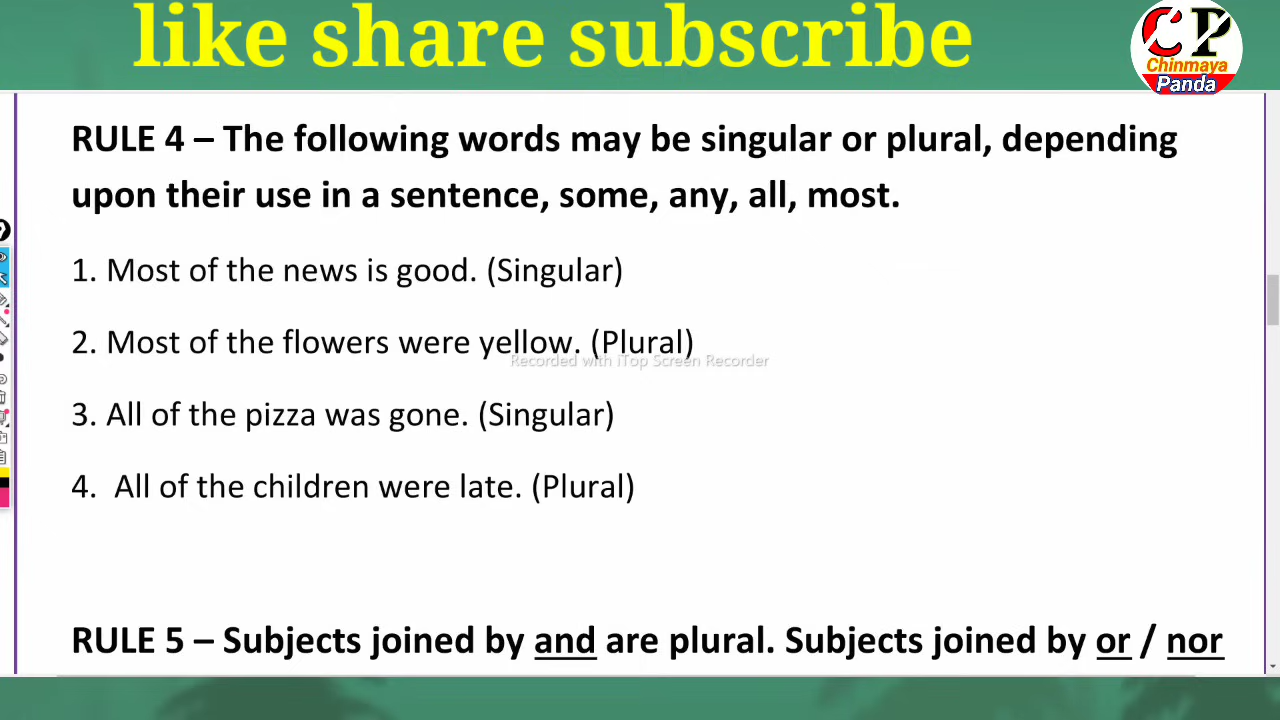 like share subscribe
CP
Chinmaya
Panda
RULE 4 – The following words may be singular or plural, depending
upon their use in a sentence, some, any, all, most.
1. Most of the news is good. (Singular)
2. Most of the flowers were yellow. (Plural)
Recorded with iTop Screen Recorder
3. All of the pizza was gone. (Singular)
4. All of the children were late. (Plural)
RULE 5 – Subjects joined by and are plural. Subjects joined by or / nor